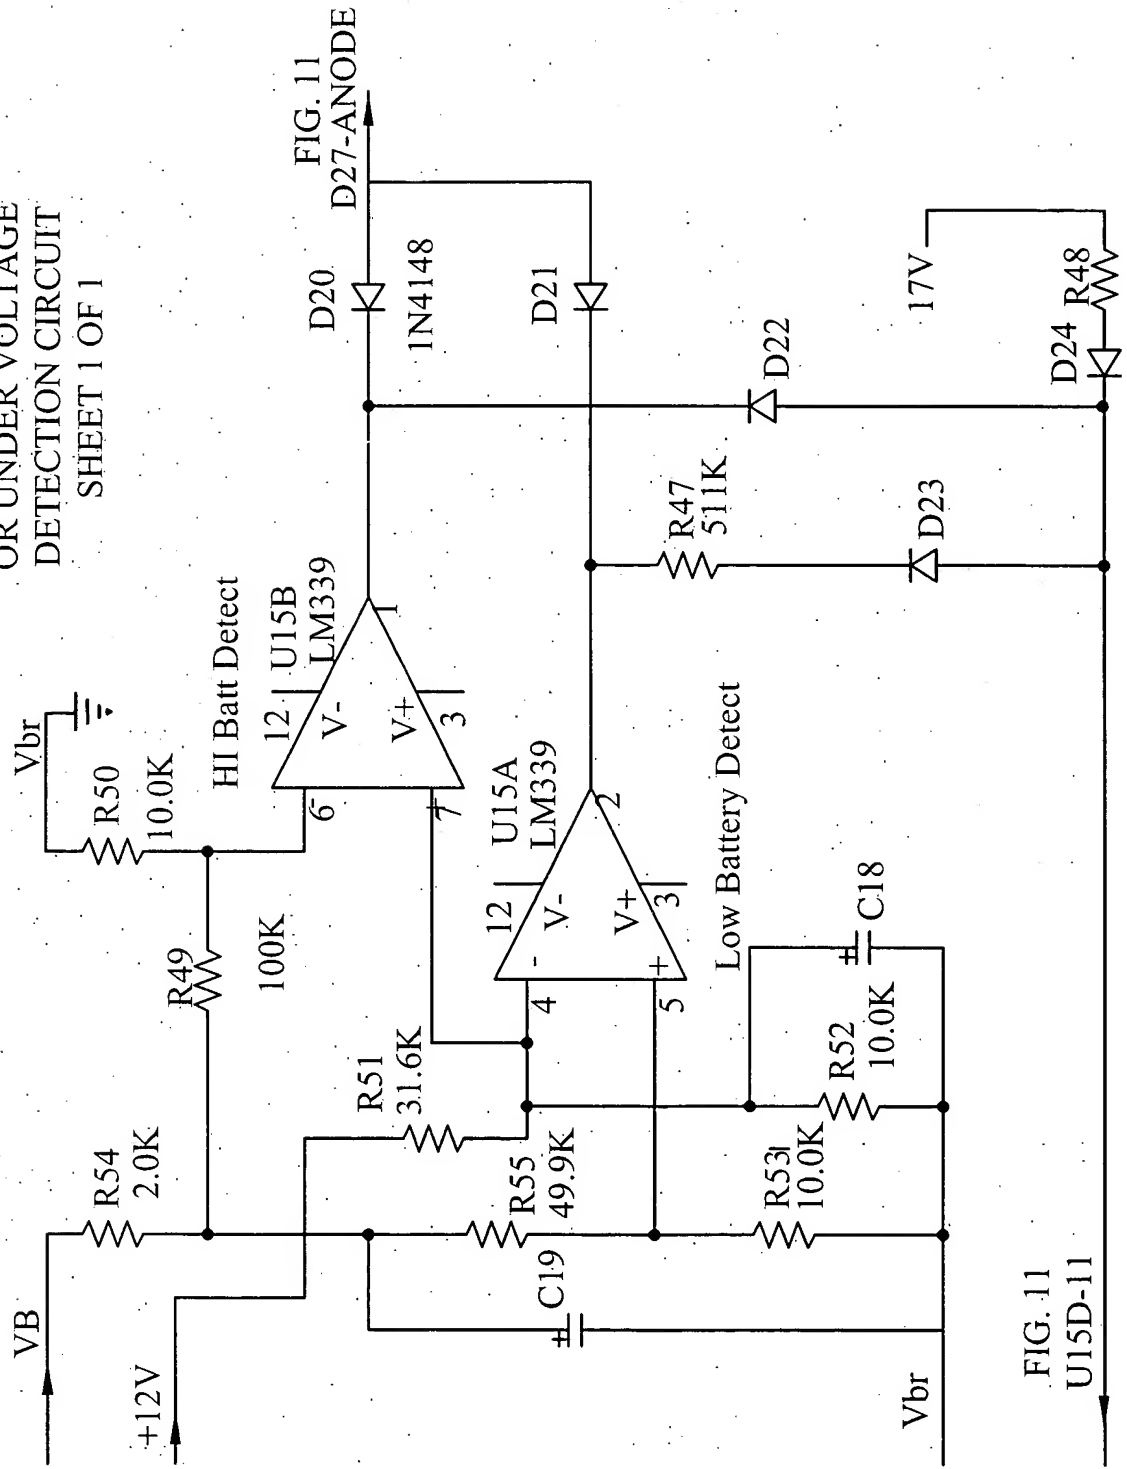 OR UNDER VOLTAGE
DETECTION CIRCUIT
SHEET 1 OF 1
FIG. 11
D27-ANODE
D20
1N4148
D21
17V
R48
D24
D22
D23
R47
511K
HI Batt Detect
U15B
LM339
12
V-
V+
3
1
6
7
Vbr
R50
10.0K
R49
100K
U15A
LM339
12
V-
V+
3
2
-
+
4
5
Low Battery Detect
C18
R52
10.0K
R51
31.6K
R54
2.0K
R55
49.9K
R53
10.0K
C19
VB
+12V
Vbr
FIG. 11
U15D-11